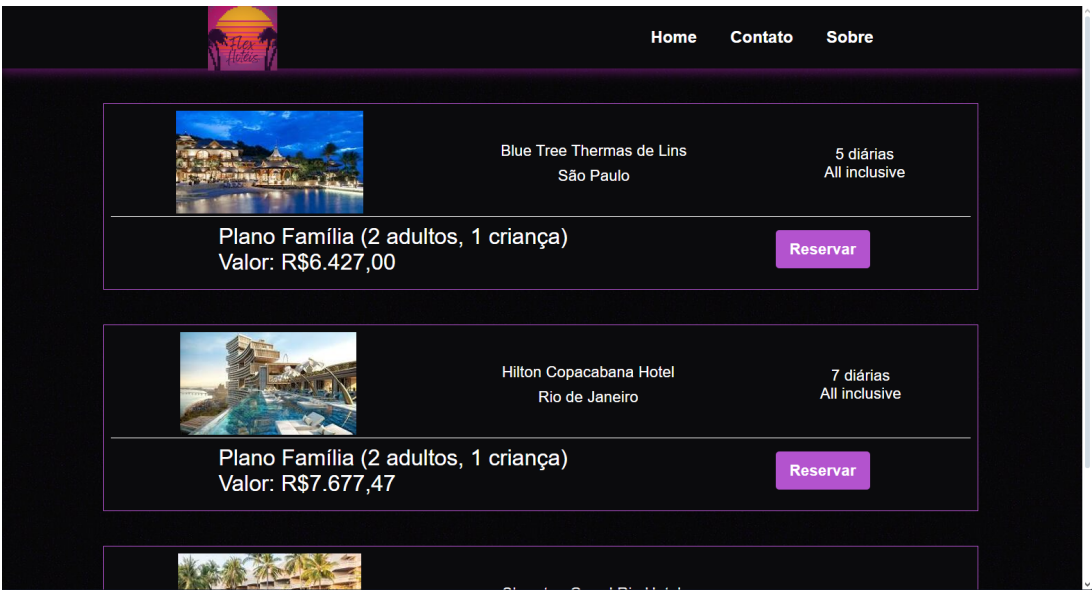 Flex
Hotéis
Home Contato Sobre
Blue Tree Thermas de Lins
São Paulo
5 diárias
All inclusive
Plano Família (2 adultos, 1 criança)
Valor: R$6.427,00
Reservar
Hilton Copacabana Hotel
Rio de Janeiro
7 diárias
All inclusive
Plano Família (2 adultos, 1 criança)
Valor: R$7.677,47
Reservar